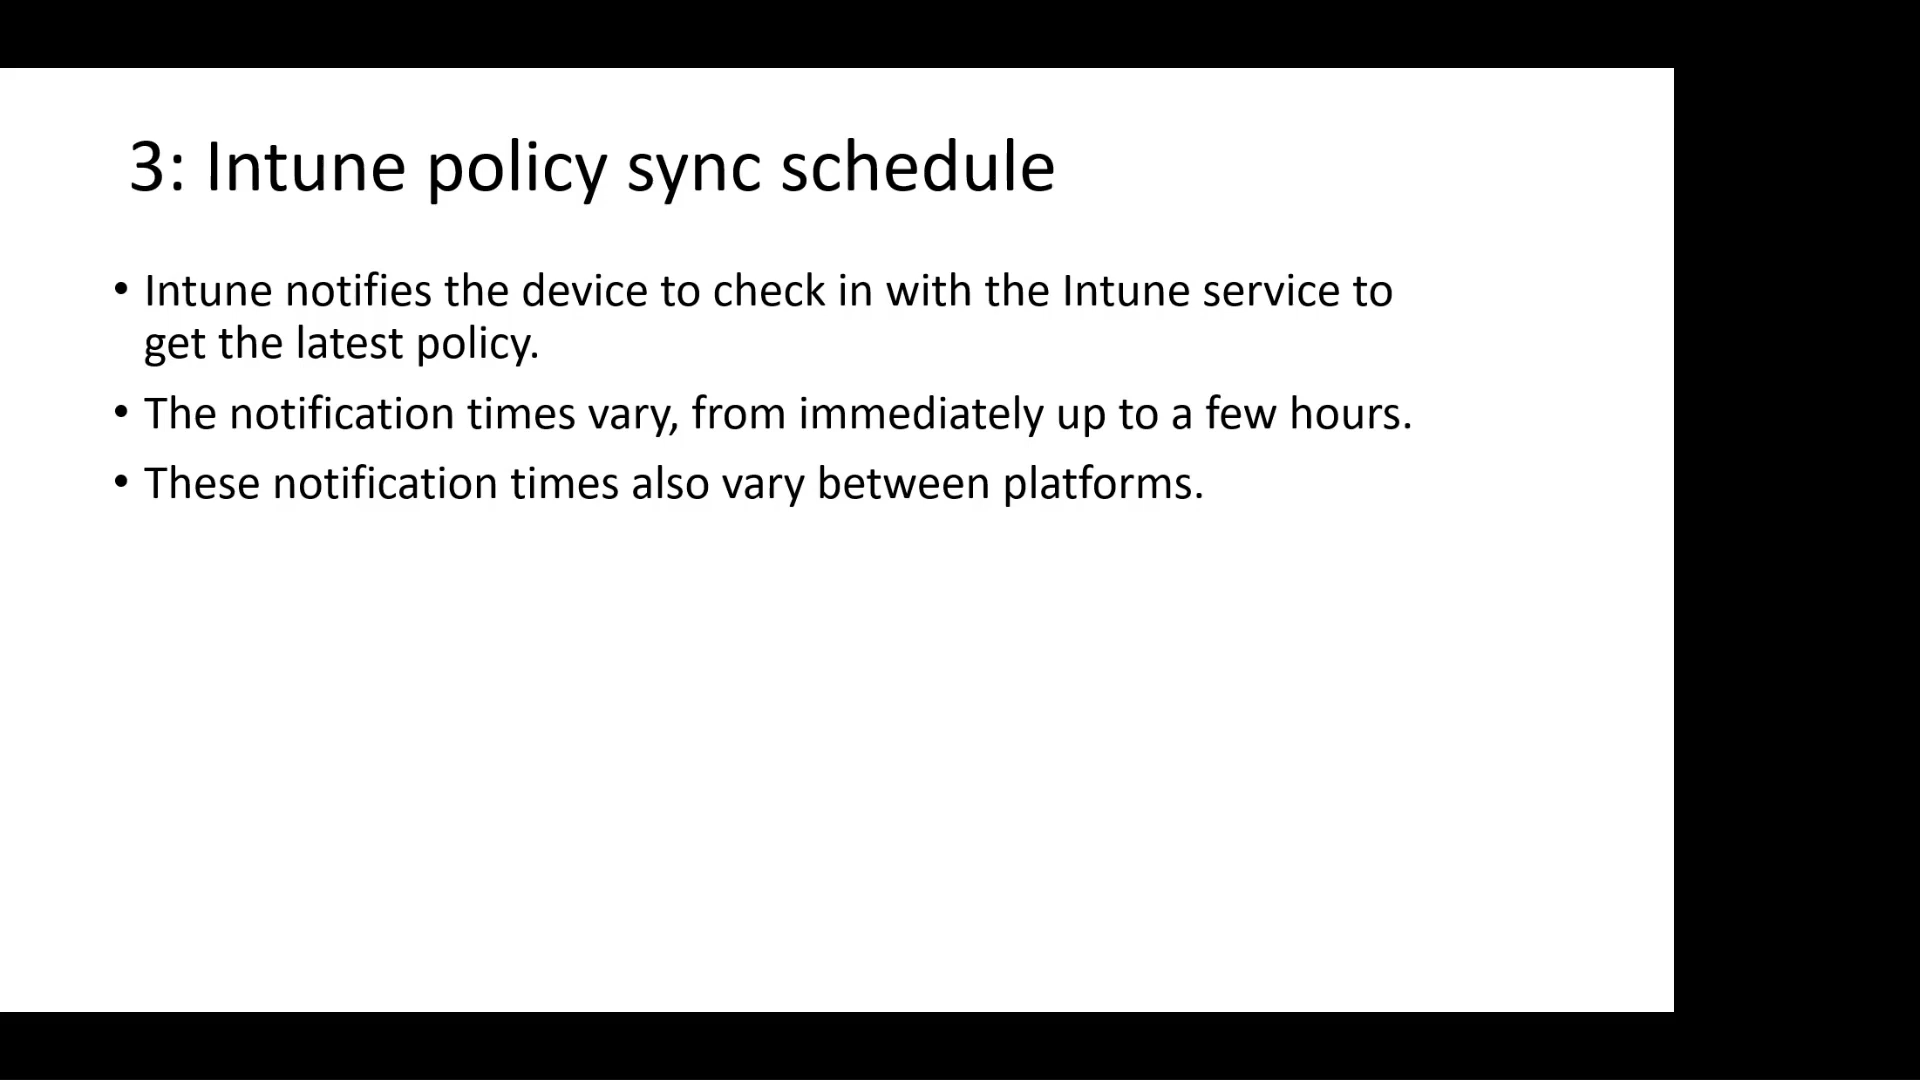 3: Intune policy sync schedule
• Intune notifies the device to check in with the Intune service to
get the latest policy.
• The notification times vary, from immediately up to a few hours.
• These notification times also vary between platforms.